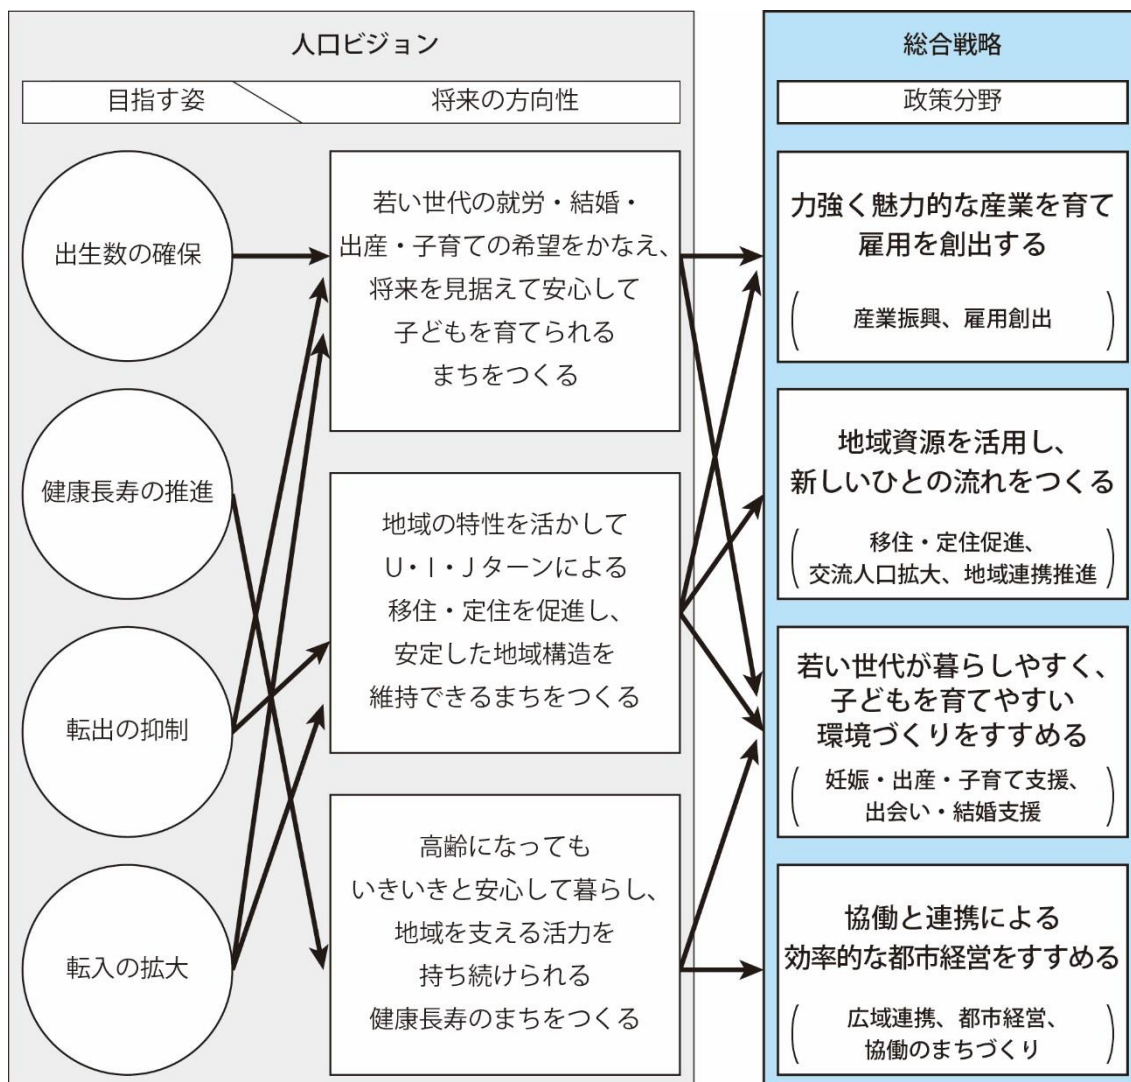 人口ビジョン
目指す姿
将来の方向性
出生数の確保
健康長寿の推進
転出の抑制
転入の拡大
若い世代の就労・結婚・
出産・子育ての希望をかなえ、
将来を見据えて安心して
子どもを育てられる
まちをつくる
地域の特性を活かして
U・I・Jターンによる
移住・定住を促進し、
安定した地域構造を
維持できるまちをつくる
高齢になっても
いきいきと安心して暮らし、
地域を支える活力を
持ち続けられる
健康長寿のまちをつくる
総合戦略
政策分野
力強く魅力的な産業を育て
雇用を創出する
（産業振興、雇用創出）
地域資源を活用し、
新しいひとの流れをつくる
（移住・定住促進、
交流人口拡大、地域連携推進）
若い世代が暮らしやすく、
子どもを育てやすい
環境づくりをすすめる
（妊娠・出産・子育て支援、
出会い・結婚支援）
協働と連携による
効率的な都市経営をすすめる
（広域連携、都市経営、
協働のまちづくり）